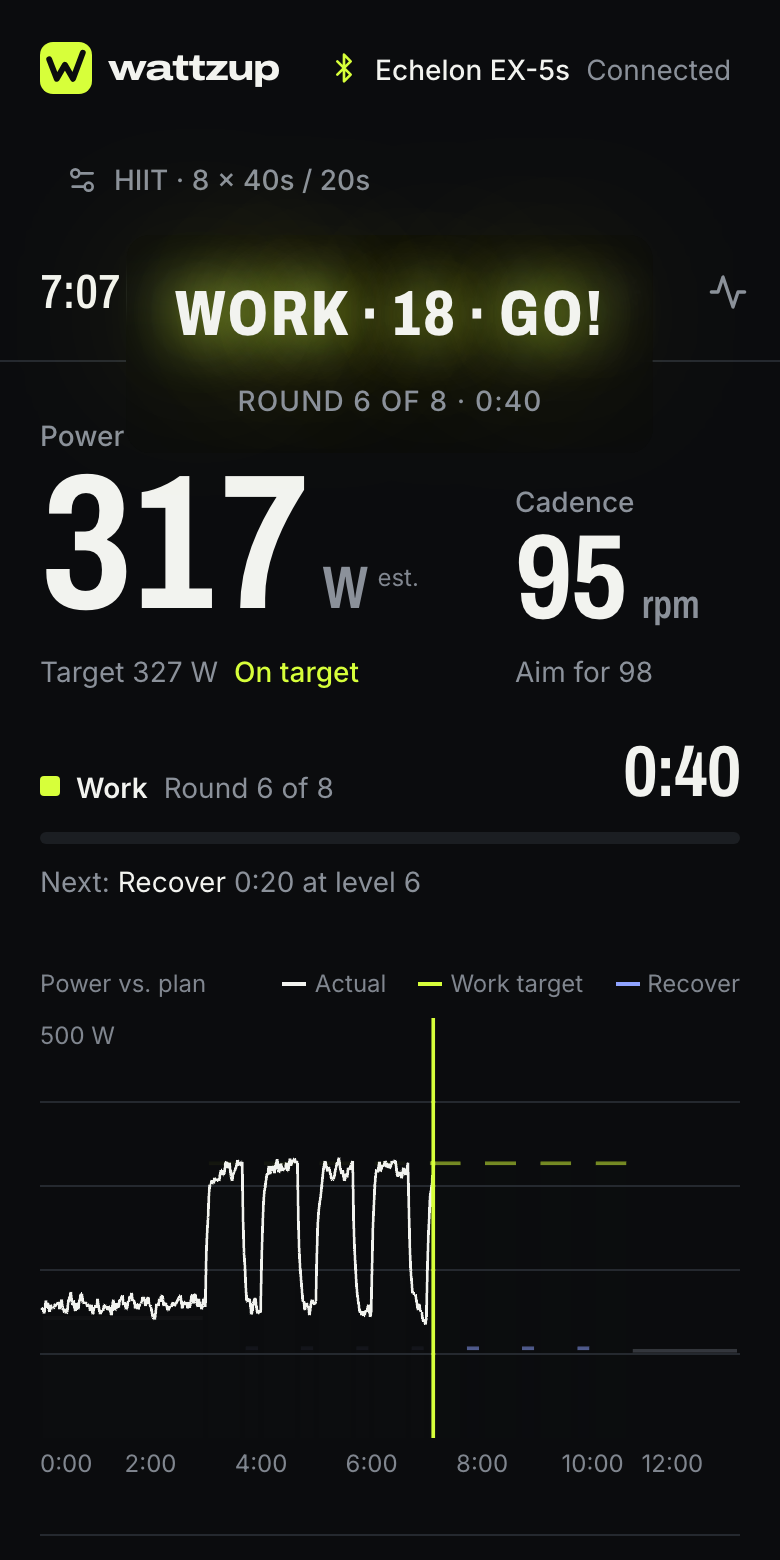 wattzup
Echelon EX-5s Connected
HIIT · 8 × 40s / 20s
7:07
WORK · 18 · GO!
ROUND 6 OF 8 · 0:40
Power
317 W est.
Cadence
95 rpm
Target 327 W On target
Aim for 98
Work Round 6 of 8
0:40
Next: Recover 0:20 at level 6
Power vs. plan
Actual Work target Recover
500 W
0:00 2:00 4:00 6:00 8:00 10:00 12:00